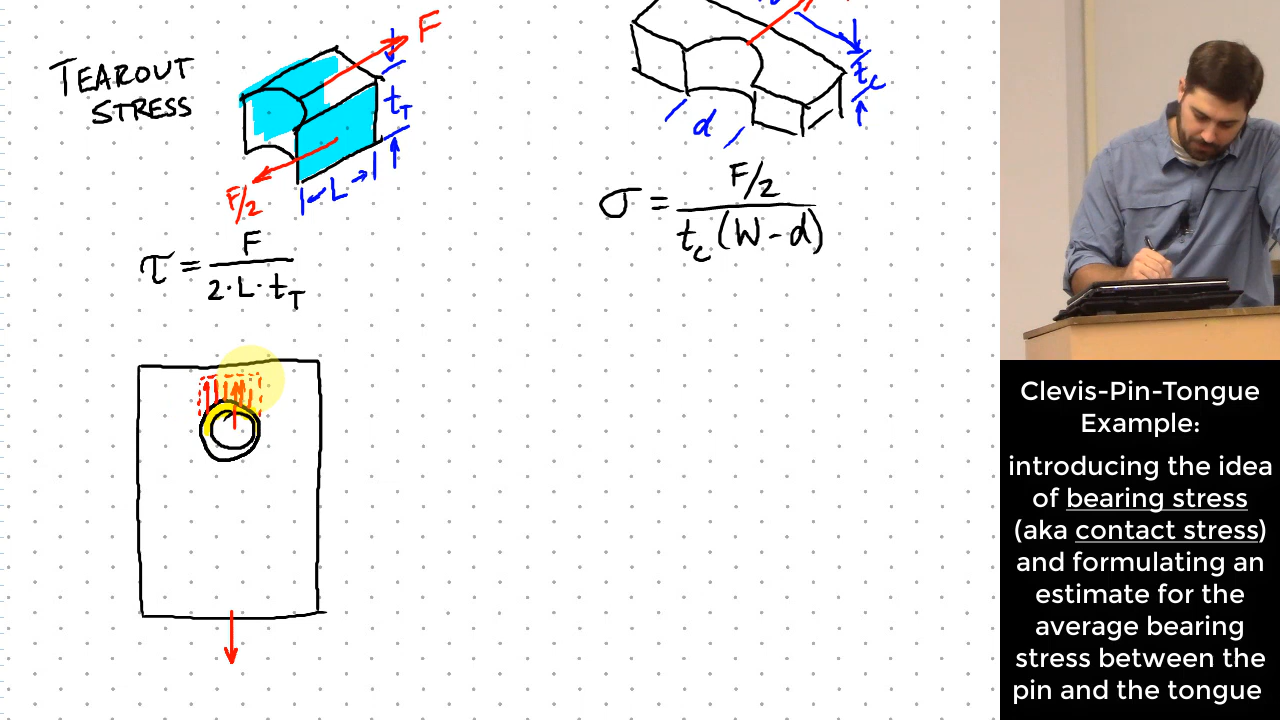 TEAROUT
STRESS
F
t_T
F/2
L
τ = F / 2·L·t_T
t_c
d
σ = F/2 / t_c (W - d)
Clevis-Pin-Tongue
Example:
introducing the idea
of bearing stress
(aka contact stress)
and formulating an
estimate for the
average bearing
stress between the
pin and the tongue